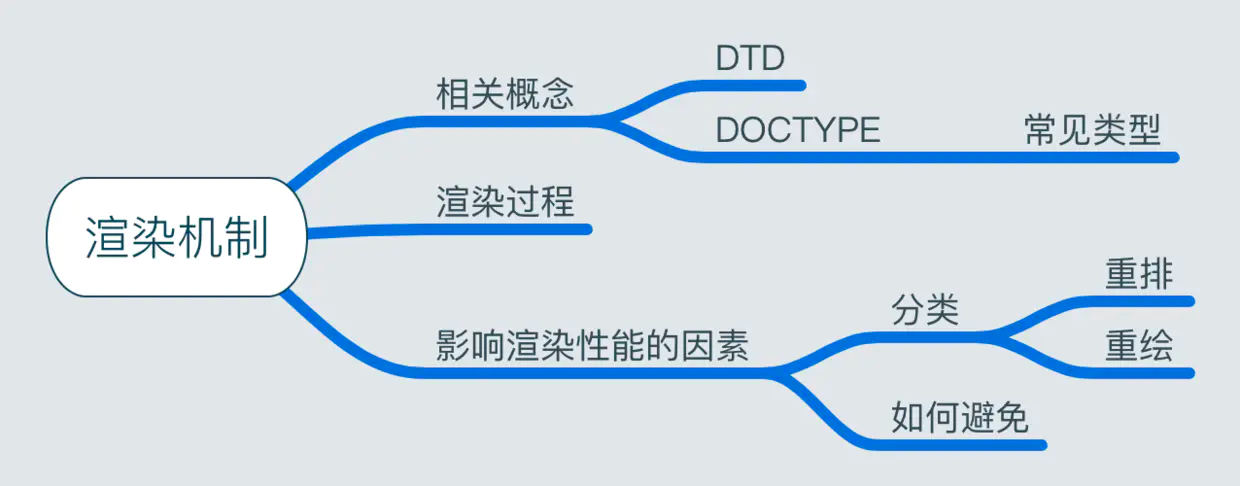 渲染机制
相关概念
DTD
DOCTYPE
常见类型
渲染过程
影响渲染性能的因素
分类
重排
重绘
如何避免